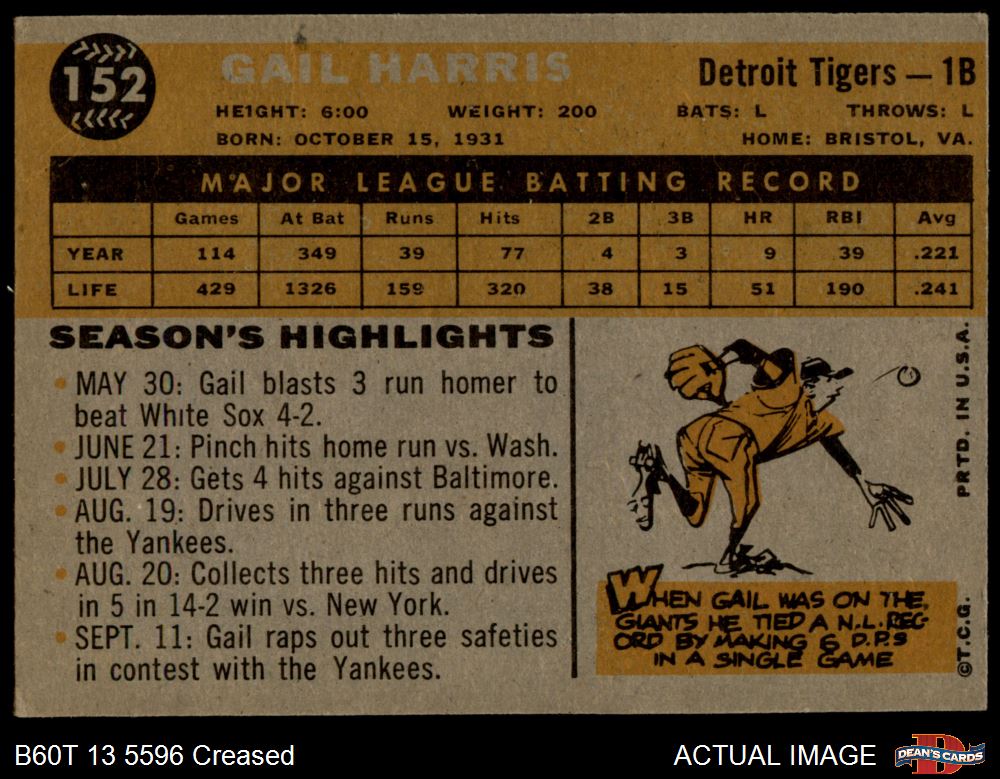 152
GAIL HARRIS
Detroit Tigers — 1B
HEIGHT: 6:00 WEIGHT: 200 BATS: L THROWS: L
BORN: OCTOBER 15, 1931 HOME: BRISTOL, VA.
MAJOR LEAGUE BATTING RECORD
Games At Bat Runs Hits 2B 3B HR RBI Avg
YEAR 114 349 39 77 4 3 9 39 .221
LIFE 429 1326 159 320 38 15 51 190 .241
SEASON'S HIGHLIGHTS
• MAY 30: Gail blasts 3 run homer to
beat White Sox 4-2.
• JUNE 21: Pinch hits home run vs. Wash.
• JULY 28: Gets 4 hits against Baltimore.
• AUG. 19: Drives in three runs against
the Yankees.
• AUG. 20: Collects three hits and drives
in 5 in 14-2 win vs. New York.
• SEPT. 11: Gail raps out three safeties
in contest with the Yankees.
WHEN GAIL WAS ON THE
GIANTS HE TIED A N.L. REC-
ORD BY MAKING 6 D.P.S
IN A SINGLE GAME
©T.C.G. PRTD. IN U.S.A.
B60T 13 5596 Creased
ACTUAL IMAGE
D
DEAN'S CARDS